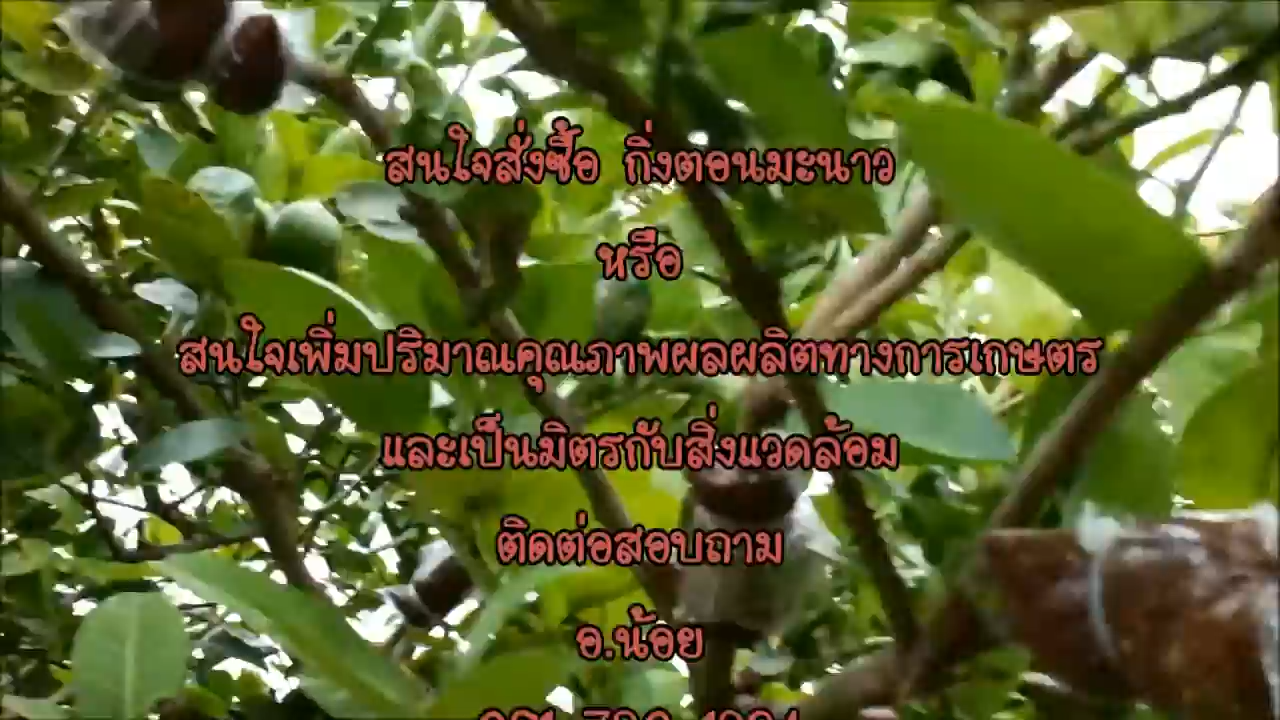 สนใจสั่งซื้อ กิ่งตอนมะนาว
หรือ
สนใจเพิ่มปริมาณคุณภาพผลผลิตทางการเกษตร
และเป็นมิตรกับสิ่งแวดล้อม
ติดต่อสอบถาม
อ.น้อย